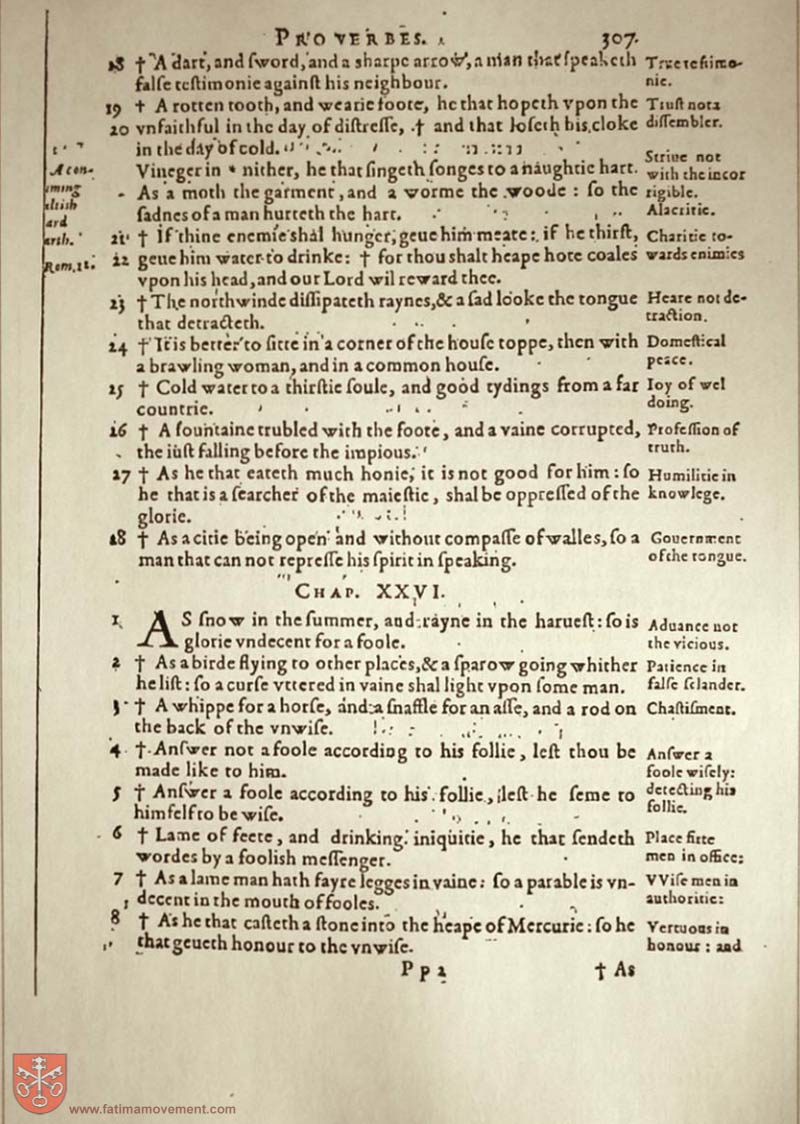 PROVERBES.
307.
18 † A dart, and ſword, and a sharpe arrow, a man that ſpeaketh
falſe teſtimonie againſt his neighbour.
19 † A rotten tooth, and wearie foote, he that hopeth vpon the
20 vnfaithful in the day of diſtreſſe, † and that loſeth his cloke
in the day of cold.
Vineger in * nither, he that ſingeth ſonges to a naughtie hart.
As a moth the garment, and a worme the woode: ſo the
ſadnes of a man hurteth the hart.
21 † If thine enemie shal hunger, geue him meate: if he thirſt,
22 geue him water to drinke: † for thou shalt heape hote coales
vpon his head, and our Lord wil reward thee.
23 † The northwinde diſſipateth raynes, & a ſad looke the tongue
that detracteth.
24 † It is better to ſitte in a corner of the houſe toppe, then with
a brawling woman, and in a common houſe.
25 † Cold water to a thirſtie ſoule, and good tydings from a far
countrie.
26 † A fountaine trubled with the foote, and a vaine corrupted,
the iuſt falling before the impious.
27 † As he that eateth much honie, it is not good for him: ſo
he that is a ſearcher of the maieſtie, shal be oppreſſed of the
glorie.
28 † As a citie being open and without compaſſe of walles, ſo a
man that can not repreſſe his ſpirit in ſpeaking.
CHAP. XXVI.
1. AS ſnow in the ſummer, and rayne in the harueſt: ſo is
glorie vndecent for a foole.
2 † As a birde flying to other places, & a ſparow going whither
he liſt: ſo a curſe vttered in vaine shal light vpon ſome man.
3 † A whippe for a horſe, and a ſnaffle for an aſſe, and a rod on
the back of the vnwiſe.
4 † Anſwer not a foole according to his follie, leſt thou be
made like to him.
5 † Anſwer a foole according to his follie, leſt he ſeme to
himſelf to be wiſe.
6 † Lame of feete, and drinking iniquitie, he that ſendeth
wordes by a foolish meſſenger.
7 † As a lame man hath fayre legges in vaine: ſo a parable is vn-
decent in the mouth of fooles.
8 † As he that caſteth a ſtone into the heape of Mercurie: ſo he
that geueth honour to the vnwiſe.
Pp2
† As
A con-
Rom. 12.
True teſtimo-
nie.
Truſt not a
diſſembler.
Striue not
with the incor
rigible.
Alacritie.
Charitie to-
wards enimies
Heare not de-
traction.
Domeſtical
peace.
Ioy of wel
doing.
Profeſſion of
truth.
Humilitie in
knowlege.
Gouernment
of the tongue.
Aduance not
the vicious.
Patience in
falſe ſclander.
Chaſtiſment.
Anſwer a
foole wiſely:
detecting his
follie.
Place fitte
men in office:
VViſe men in
authoritie:
Vertuous in
honour: and
www.fatimamovement.com